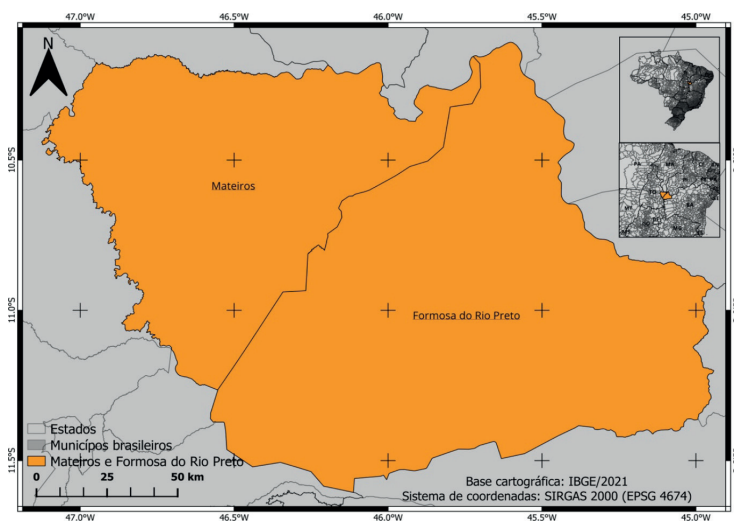 47.0°W 46.5°W 46.0°W 45.5°W 45.0°W
N
10.5°S
Mateiros
11.0°S
Formosa do Rio Preto
11.5°S
Estados
Municípos brasileiros
Mateiros e Formosa do Rio Preto
0 25 50 km
Base cartográfica: IBGE/2021
Sistema de coordenadas: SIRGAS 2000 (EPSG 4674)
47.0°W 46.5°W 46.0°W 45.5°W 45.0°W